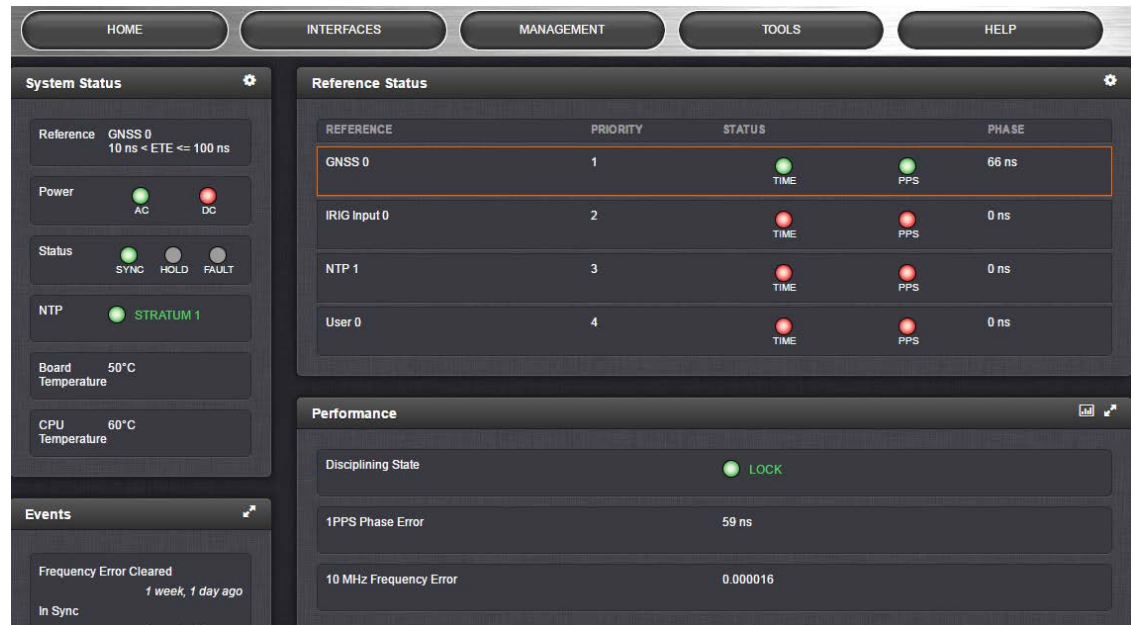 HOME INTERFACES MANAGEMENT TOOLS HELP
System Status
Reference GNSS 0
10 ns < ETE <= 100 ns
Power
AC DC
Status
SYNC HOLD FAULT
NTP STRATUM 1
Board Temperature 50°C
CPU Temperature 60°C
Events
Frequency Error Cleared
1 week, 1 day ago
In Sync
Reference Status
REFERENCE PRIORITY STATUS PHASE
GNSS 0 1 66 ns
TIME PPS
IRIG Input 0 2 0 ns
TIME PPS
NTP 1 3 0 ns
TIME PPS
User 0 4 0 ns
TIME PPS
Performance
Disciplining State LOCK
1PPS Phase Error 59 ns
10 MHz Frequency Error 0.000016